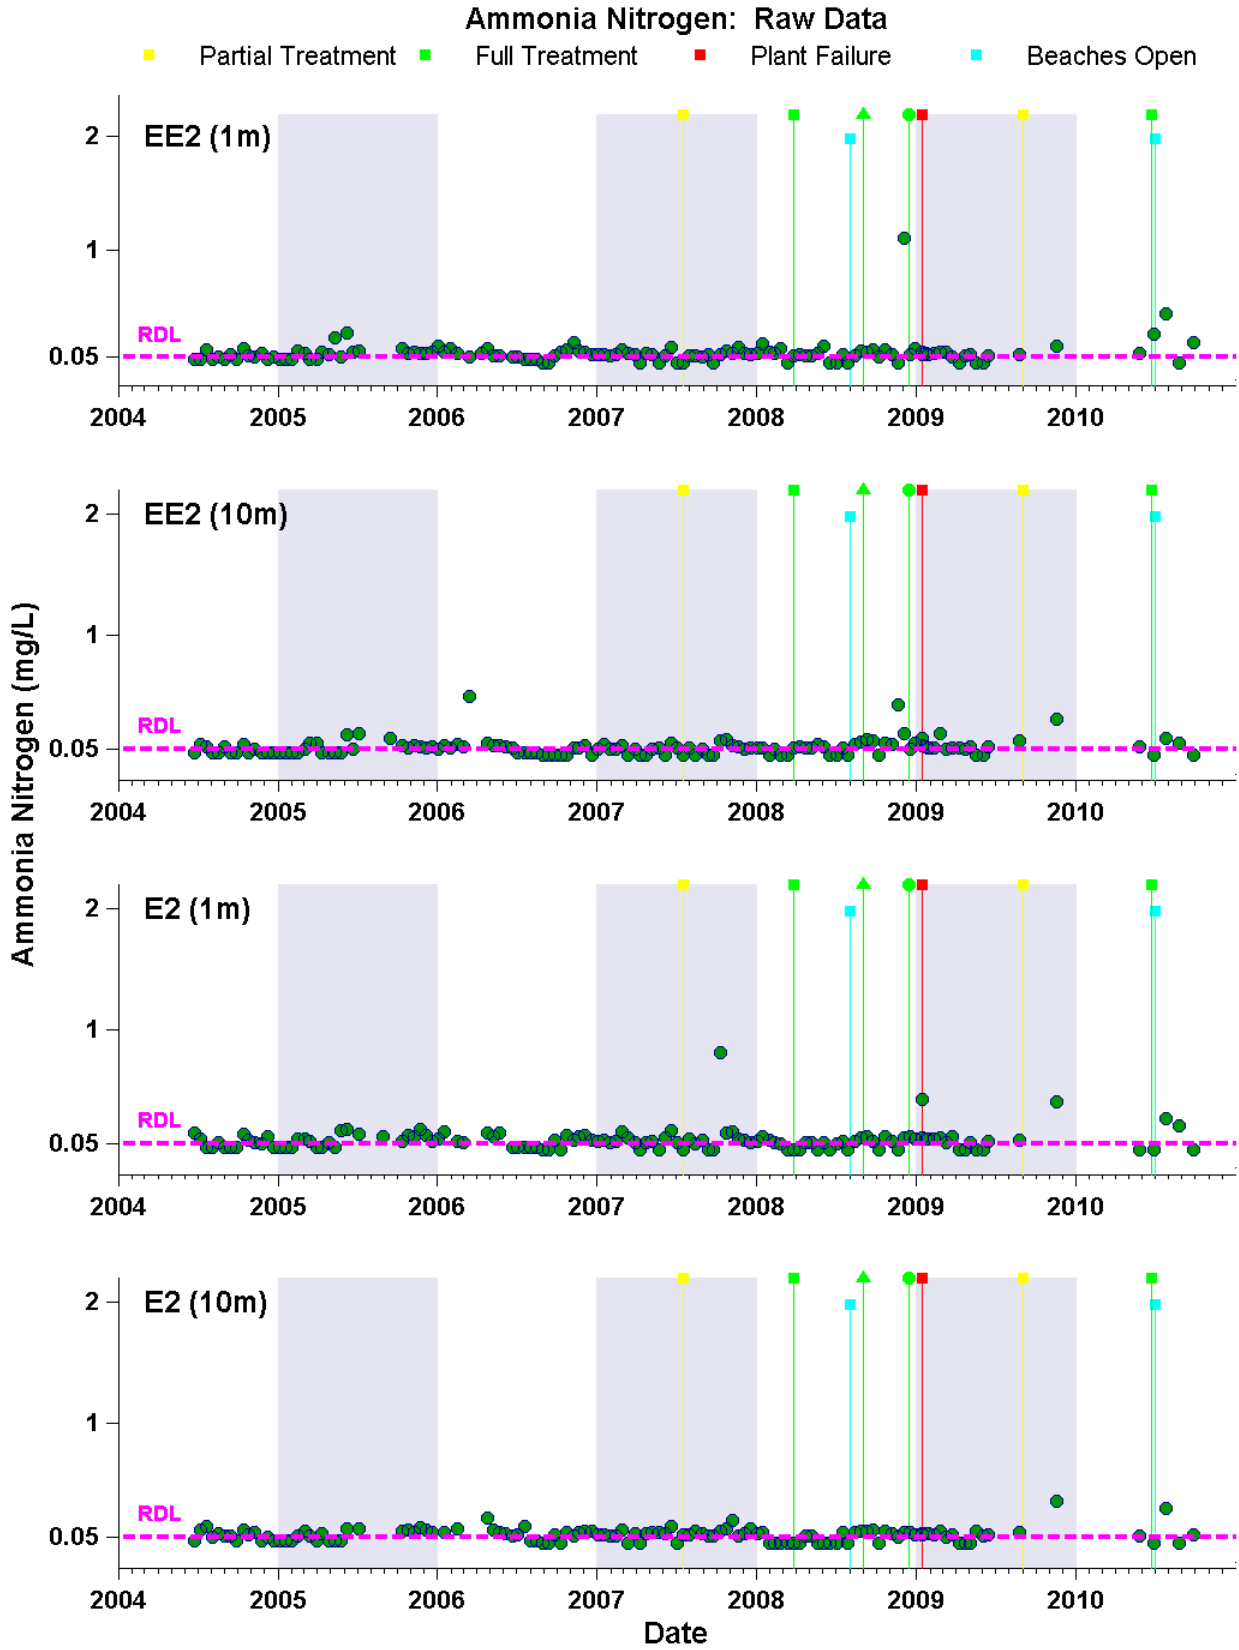 Ammonia Nitrogen: Raw Data
Partial Treatment Full Treatment Plant Failure Beaches Open
EE2 (1m)
2
1
RDL
0.05
2004 2005 2006 2007 2008 2009 2010
EE2 (10m)
2
1
RDL
0.05
2004 2005 2006 2007 2008 2009 2010
Ammonia Nitrogen (mg/L)
E2 (1m)
2
1
RDL
0.05
2004 2005 2006 2007 2008 2009 2010
E2 (10m)
2
1
RDL
0.05
2004 2005 2006 2007 2008 2009 2010
Date